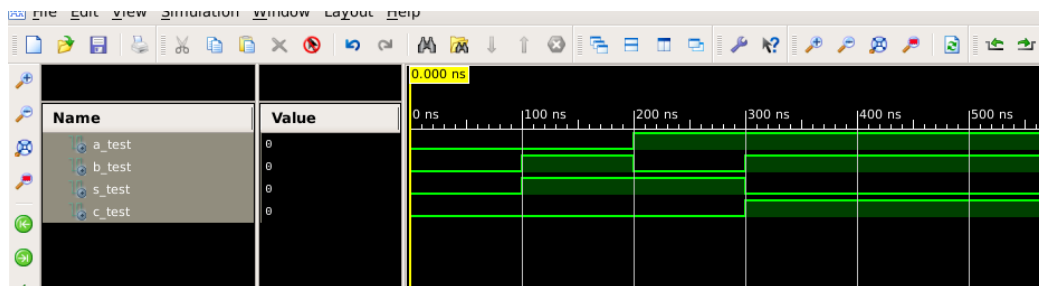 File Edit View Simulation Window Layout Help
0.000 ns
Name Value
0 ns 100 ns 200 ns 300 ns 400 ns 500 ns
a_test 0
b_test 0
s_test 0
c_test 0